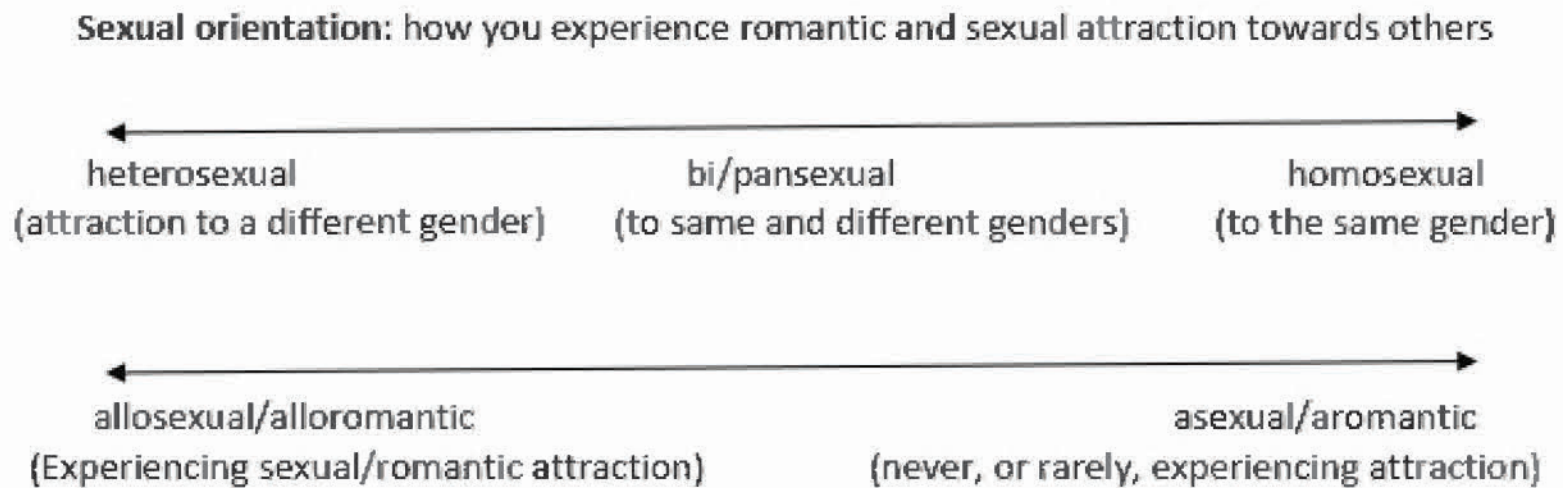 Sexual orientation: how you experience romantic and sexual attraction towards others
heterosexual bi/pansexual homosexual
(attraction to a different gender) (to same and different genders) (to the same gender)
allosexual/alloromantic asexual/aromantic
(Experiencing sexual/romantic attraction) (never, or rarely, experiencing attraction)